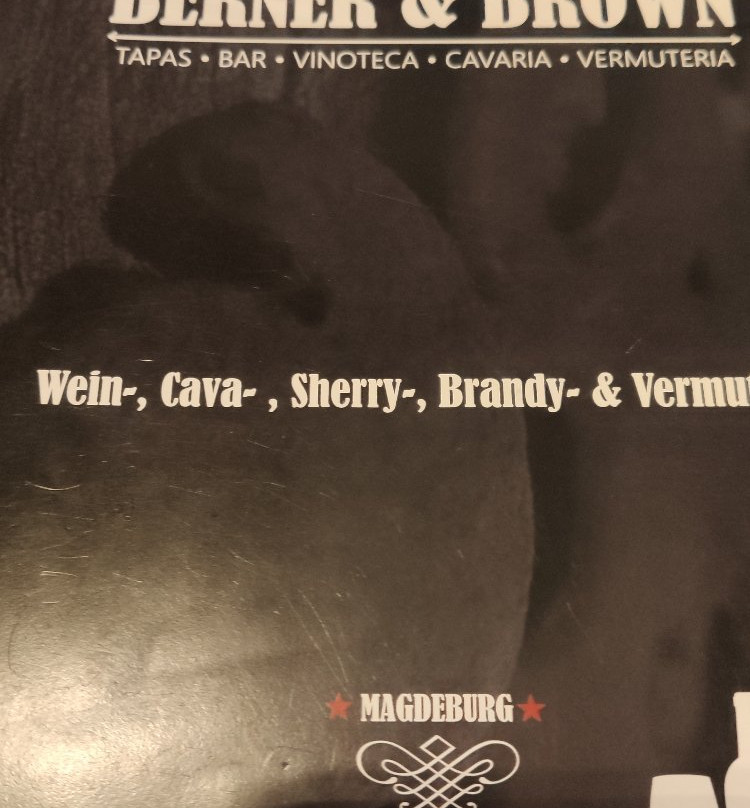 BERNER & BROWN
TAPAS • BAR • VINOTECA • CAVARIA • VERMUTERIA
Wein-, Cava- , Sherry-, Brandy- & Vermut
MAGDEBURG